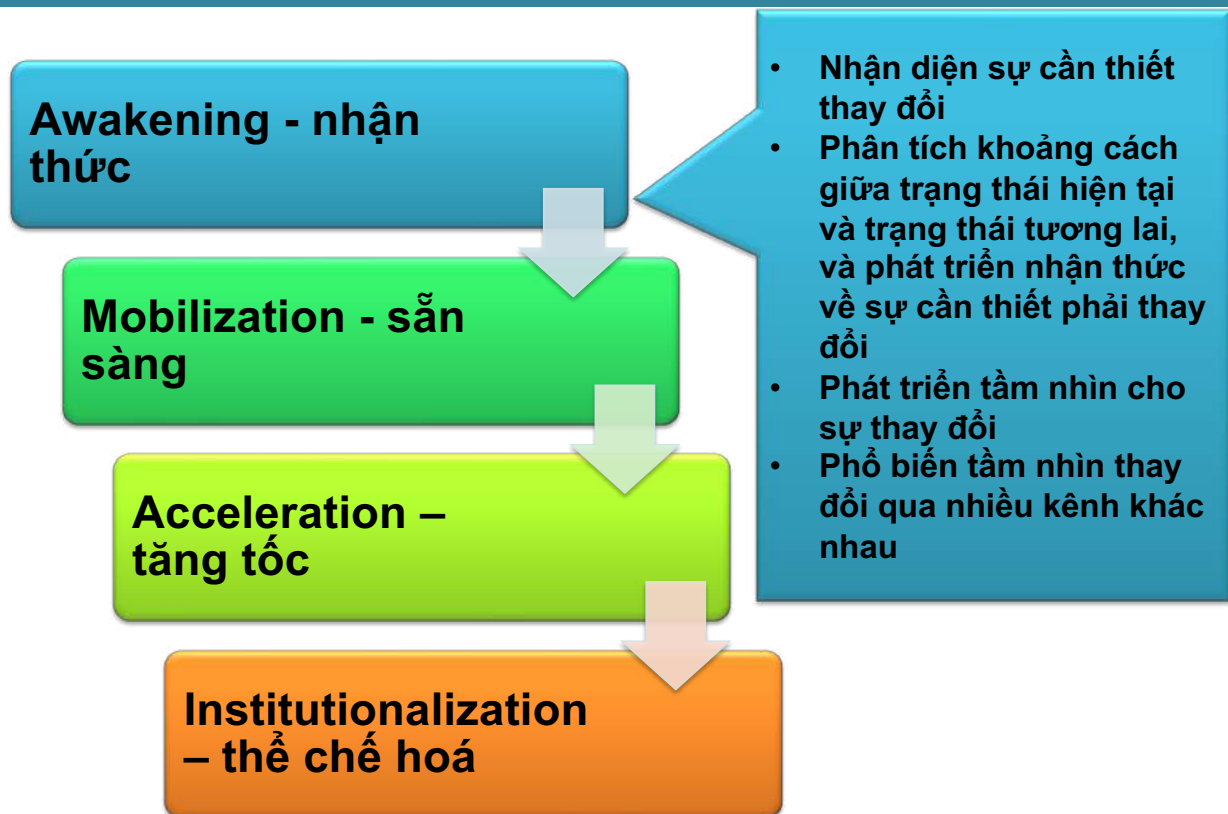 Awakening - nhận
thức
Mobilization - sẵn
sàng
Acceleration –
tăng tốc
Institutionalization
– thể chế hoá
• Nhận diện sự cần thiết
thay đổi
• Phân tích khoảng cách
giữa trạng thái hiện tại
và trạng thái tương lai,
và phát triển nhận thức
về sự cần thiết phải thay
đổi
• Phát triển tầm nhìn cho
sự thay đổi
• Phổ biến tầm nhìn thay
đổi qua nhiều kênh khác
nhau